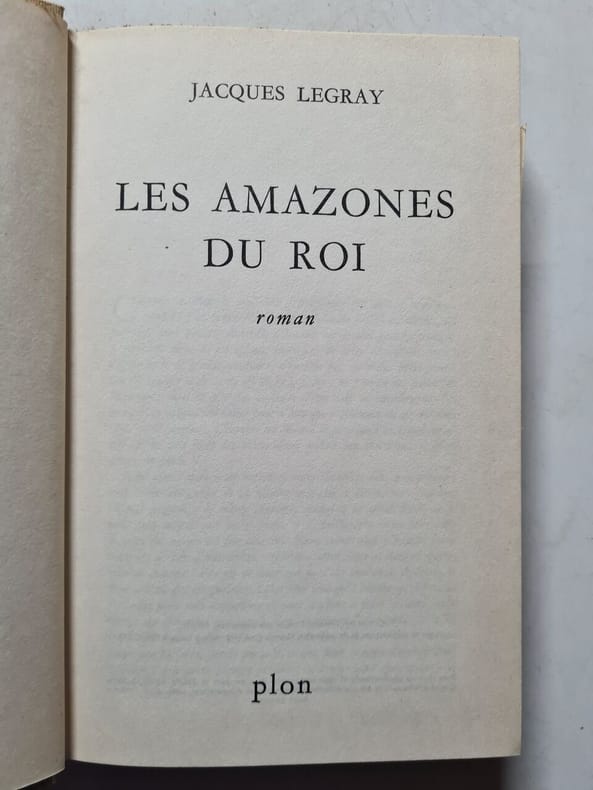 JACQUES LEGRAY
LES AMAZONES
DU ROI
roman
plon